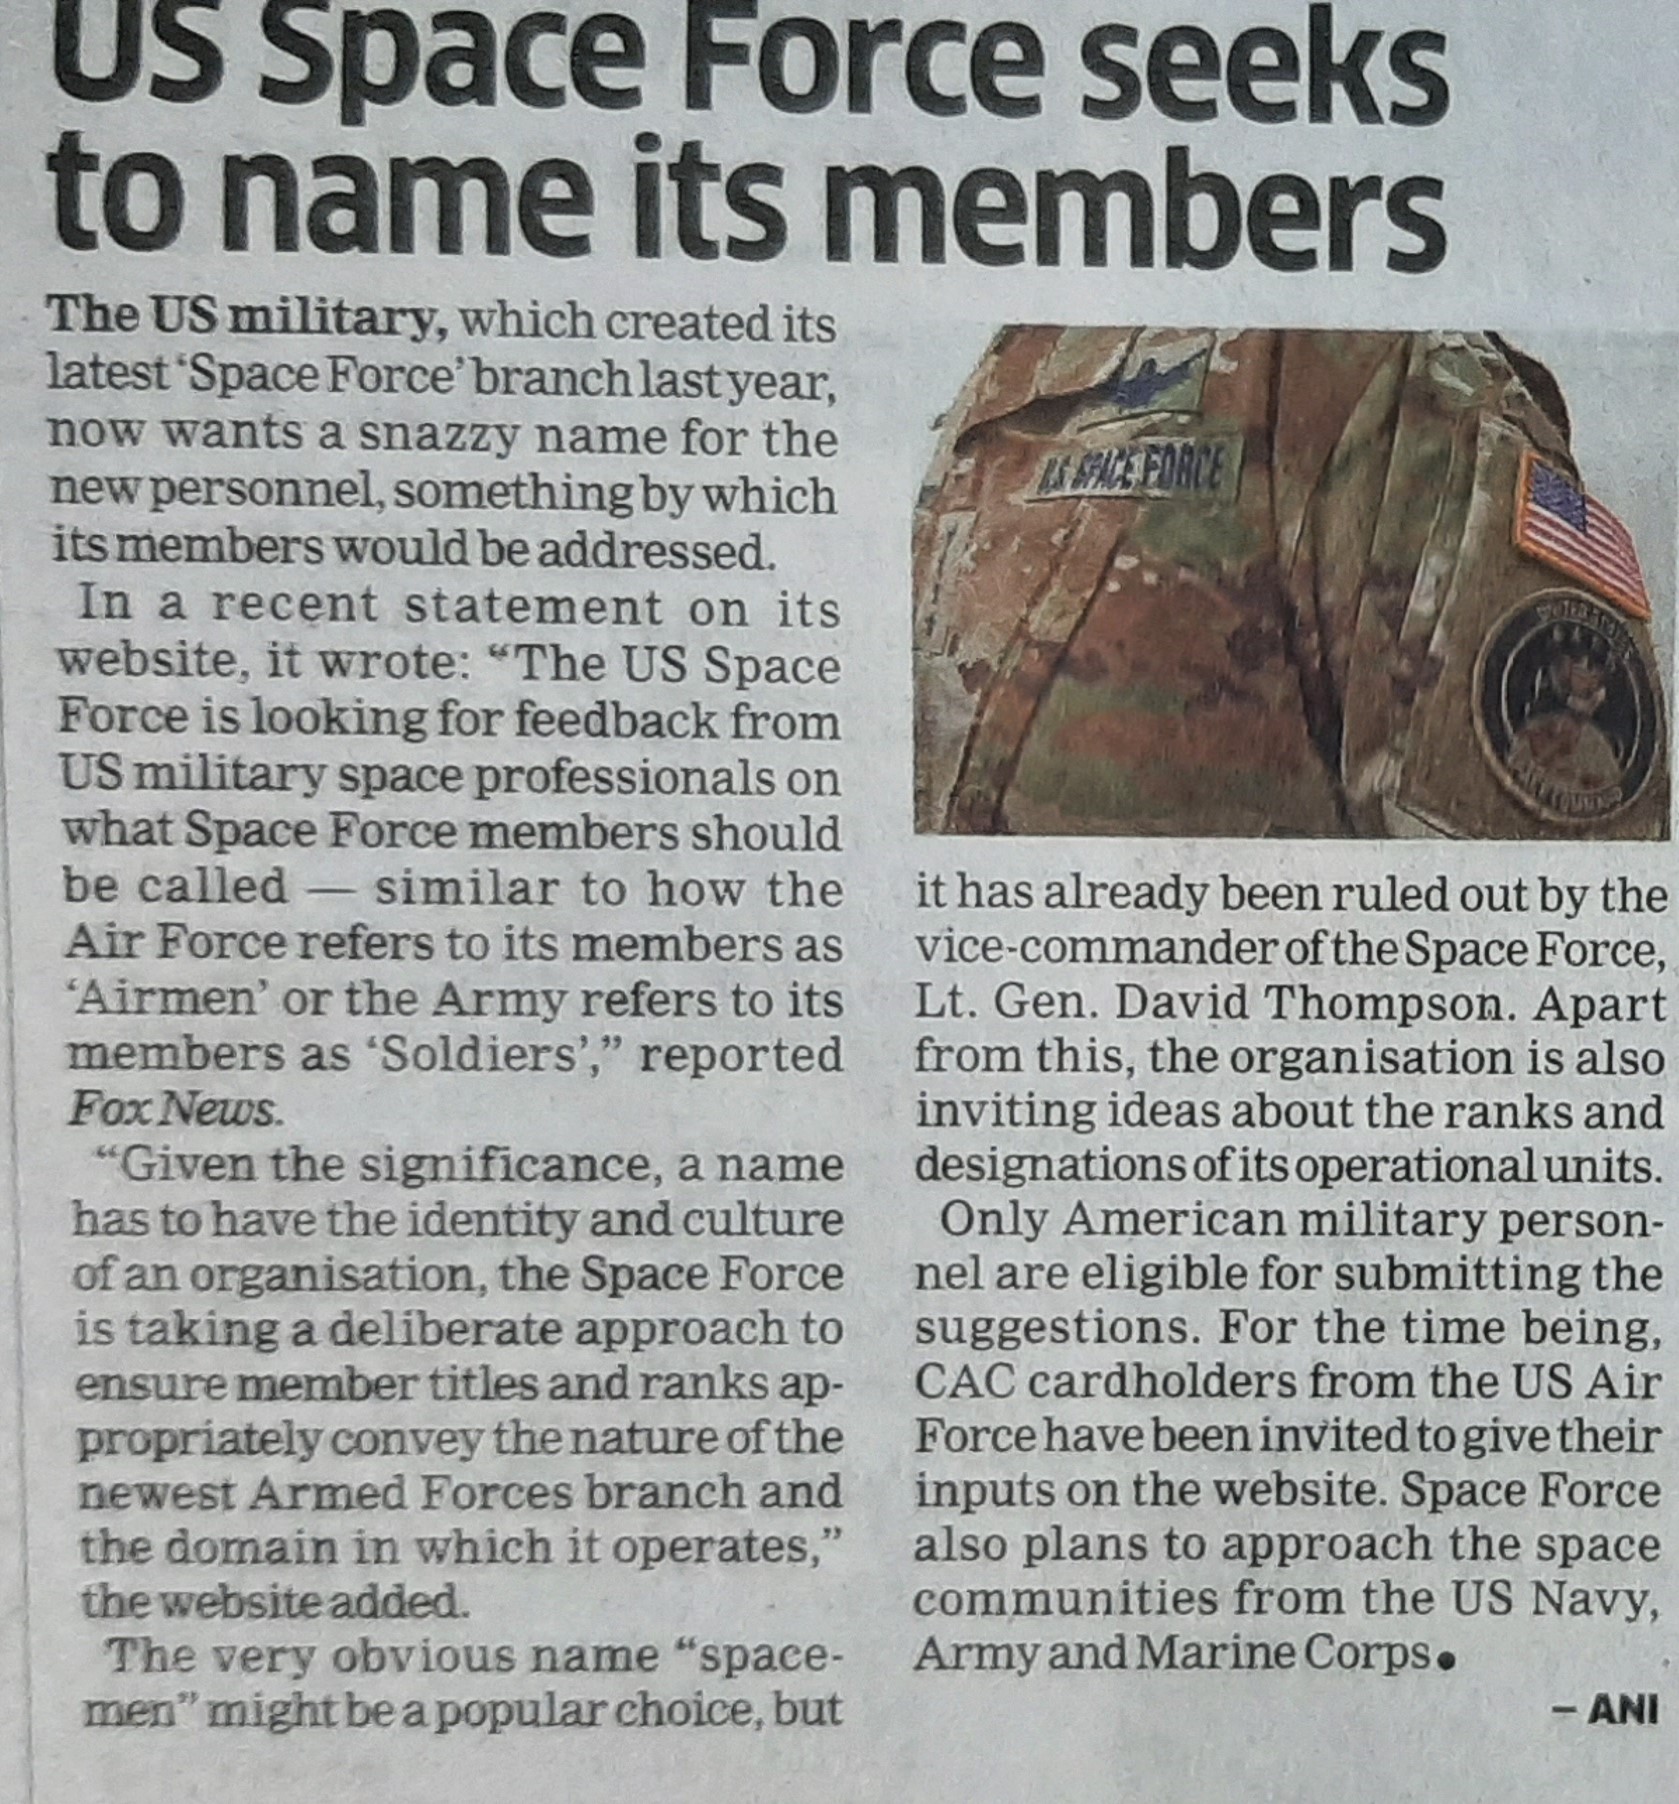 US Space Force seeks
to name its members
The US military, which created its
latest ‘Space Force’ branch last year,
now wants a snazzy name for the
new personnel, something by which
its members would be addressed.
In a recent statement on its
website, it wrote: “The US Space
Force is looking for feedback from
US military space professionals on
what Space Force members should
be called — similar to how the
Air Force refers to its members as
‘Airmen’ or the Army refers to its
members as ‘Soldiers’,” reported
Fox News.
“Given the significance, a name
has to have the identity and culture
of an organisation, the Space Force
is taking a deliberate approach to
ensure member titles and ranks ap-
propriately convey the nature of the
newest Armed Forces branch and
the domain in which it operates,”
the website added.
The very obvious name “space-
men” might be a popular choice, but
U.S. SPACE FORCE
it has already been ruled out by the
vice-commander of the Space Force,
Lt. Gen. David Thompson. Apart
from this, the organisation is also
inviting ideas about the ranks and
designations of its operational units.
Only American military person-
nel are eligible for submitting the
suggestions. For the time being,
CAC cardholders from the US Air
Force have been invited to give their
inputs on the website. Space Force
also plans to approach the space
communities from the US Navy,
Army and Marine Corps●
– ANI